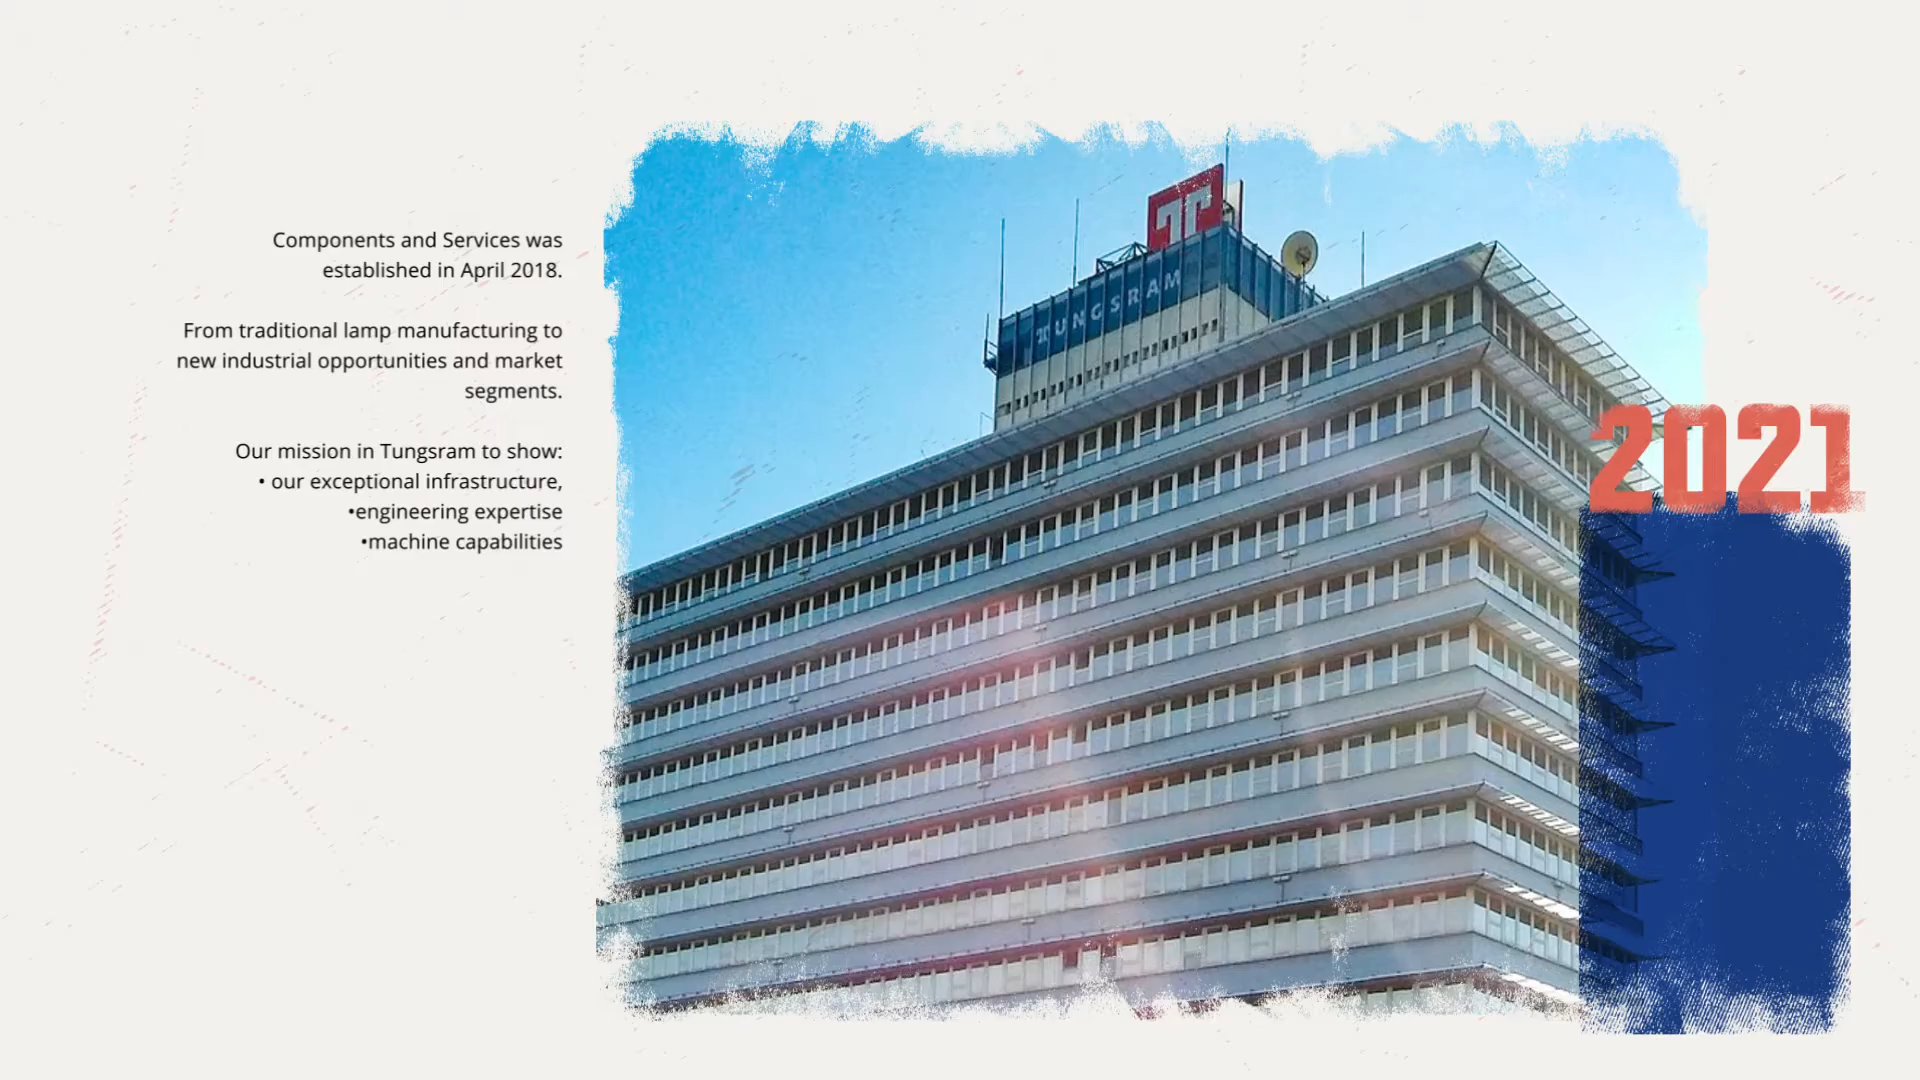 Components and Services was
established in April 2018.
From traditional lamp manufacturing to
new industrial opportunities and market
segments.
Our mission in Tungsram to show:
• our exceptional infrastructure,
•engineering expertise
•machine capabilities
T
TUNGSRAM
2021